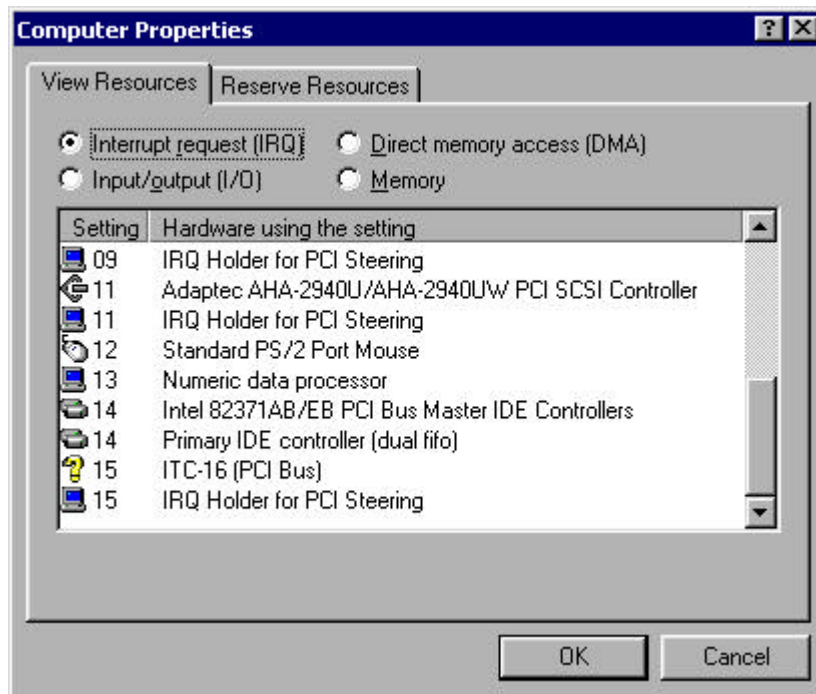 Computer Properties
View Resources Reserve Resources
Interrupt request (IRQ) Direct memory access (DMA)
Input/output (I/O) Memory
Setting Hardware using the setting
09 IRQ Holder for PCI Steering
11 Adaptec AHA-2940U/AHA-2940UW PCI SCSI Controller
11 IRQ Holder for PCI Steering
12 Standard PS/2 Port Mouse
13 Numeric data processor
14 Intel 82371AB/EB PCI Bus Master IDE Controllers
14 Primary IDE controller (dual fifo)
15 ITC-16 (PCI Bus)
15 IRQ Holder for PCI Steering
OK Cancel